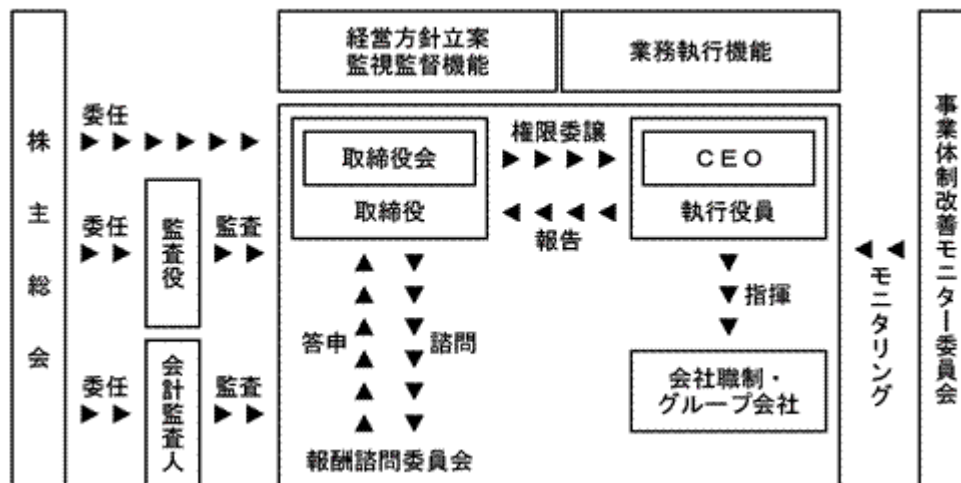 株主総会
委任
委任
監査役
監査
委任
会計監査人
監査
経営方針立案
監視監督機能
業務執行機能
取締役会
取締役
権限委譲
報告
CEO
執行役員
答申
諮問
報酬諮問委員会
指揮
会社職制・
グループ会社
モニタリング
事業体制改善モニター委員会